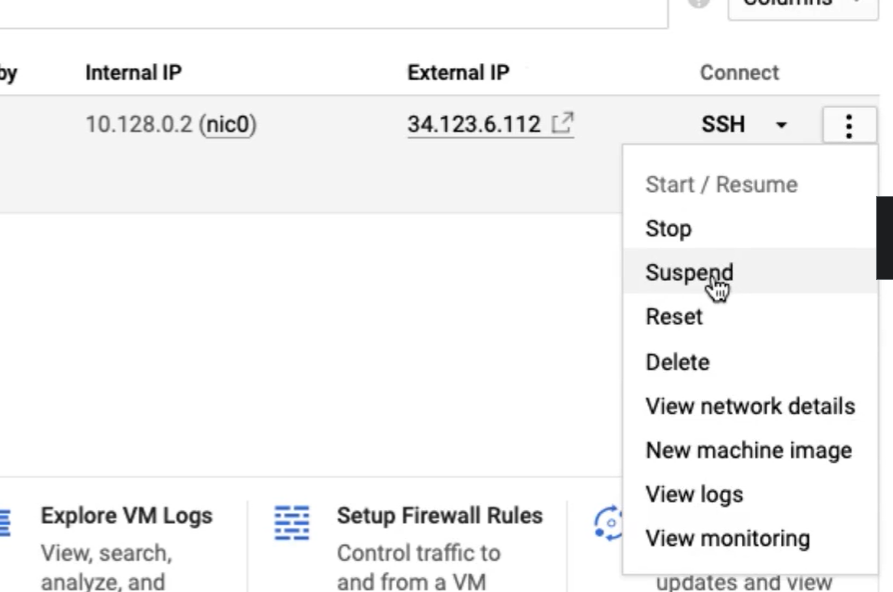 Columns
by Internal IP External IP Connect
10.128.0.2 (nic0) 34.123.6.112 SSH
Start / Resume
Stop
Suspend
Reset
Delete
View network details
New machine image
View logs
View monitoring
Explore VM Logs Setup Firewall Rules
View, search, Control traffic to
analyze, and and from a VM updates and view